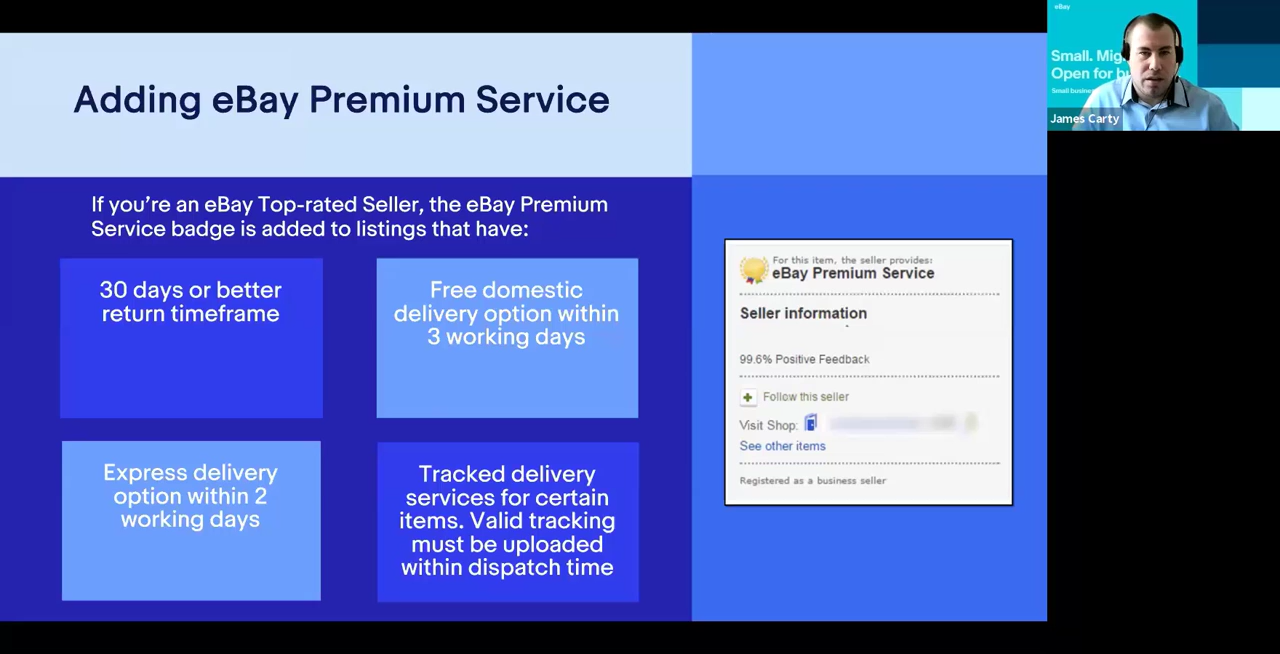 Adding eBay Premium Service
If you’re an eBay Top-rated Seller, the eBay Premium
Service badge is added to listings that have:
30 days or better
return timeframe
Free domestic
delivery option within
3 working days
Express delivery
option within 2
working days
Tracked delivery
services for certain
items. Valid tracking
must be uploaded
within dispatch time
For this item, the seller provides:
eBay Premium Service
Seller information
99.6% Positive Feedback
Follow this seller
Visit Shop:
See other items
Registered as a business seller
eBay
Small.
Open for
Small
James Carty